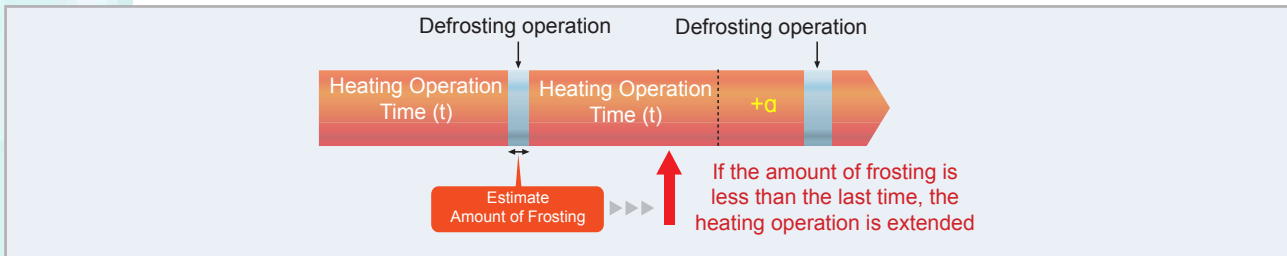 Defrosting operation
Defrosting operation
Heating Operation
Time (t)
Heating Operation
Time (t)
+α
Estimate
Amount of Frosting
If the amount of frosting is
less than the last time, the
heating operation is extended